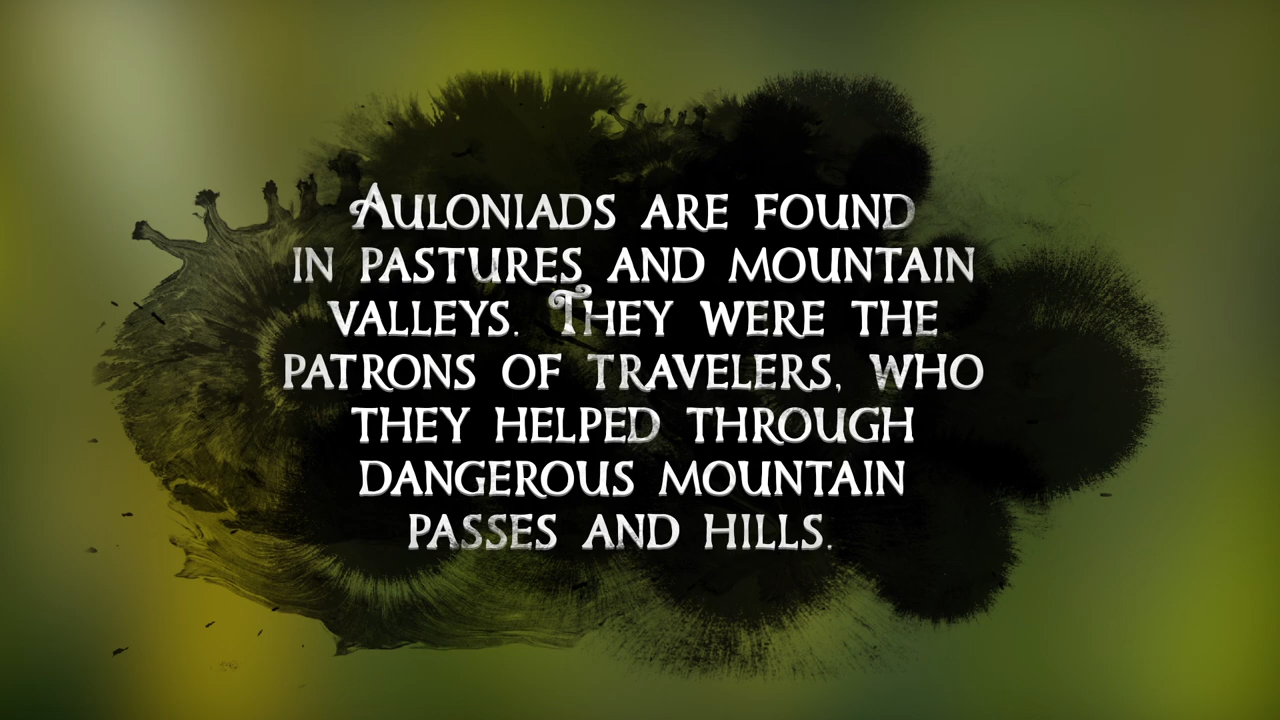 Auloniads are found
in pastures and mountain
valleys. They were the
patrons of travelers, who
they helped through
dangerous mountain
passes and hills.